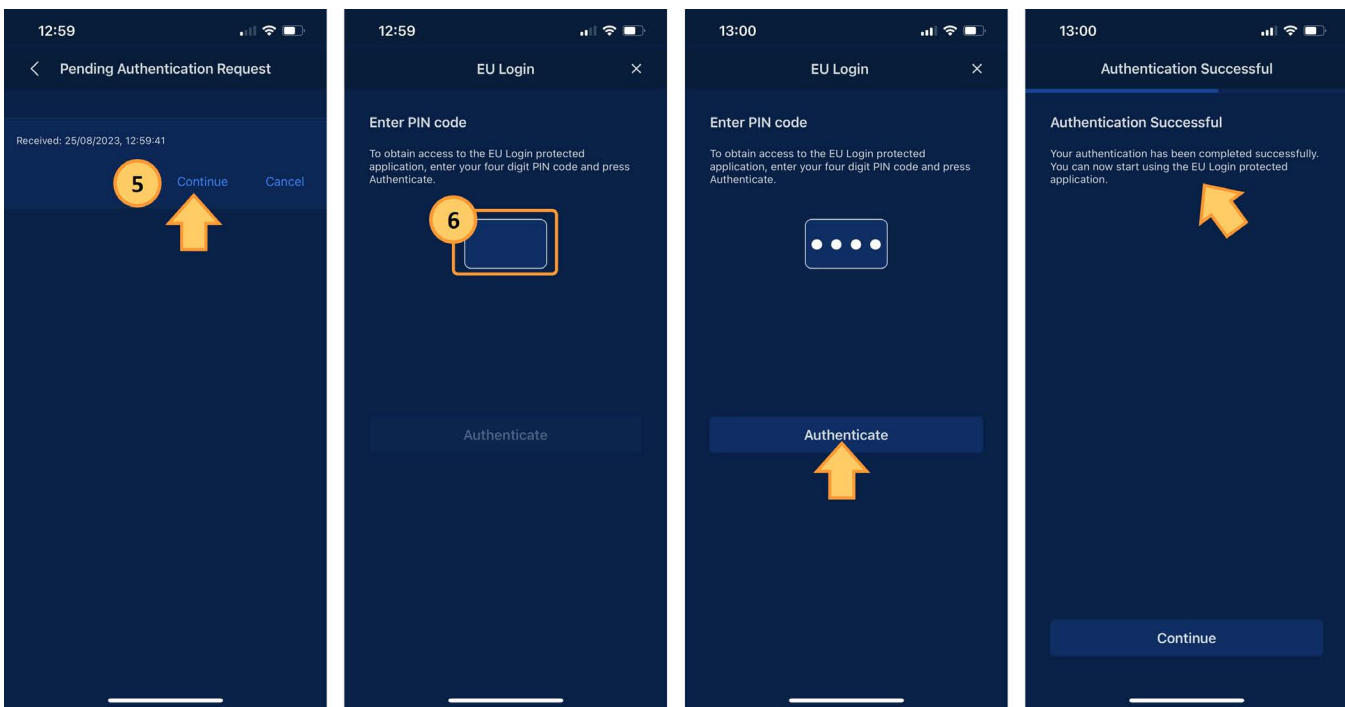 12:59
Pending Authentication Request
Received: 25/08/2023, 12:59:41
5
Continue Cancel
12:59
EU Login
Enter PIN code
To obtain access to the EU Login protected
application, enter your four digit PIN code and press
Authenticate.
6
Authenticate
13:00
EU Login
Enter PIN code
To obtain access to the EU Login protected
application, enter your four digit PIN code and press
Authenticate.
Authenticate
13:00
Authentication Successful
Authentication Successful
Your authentication has been completed successfully.
You can now start using the EU Login protected
application.
Continue